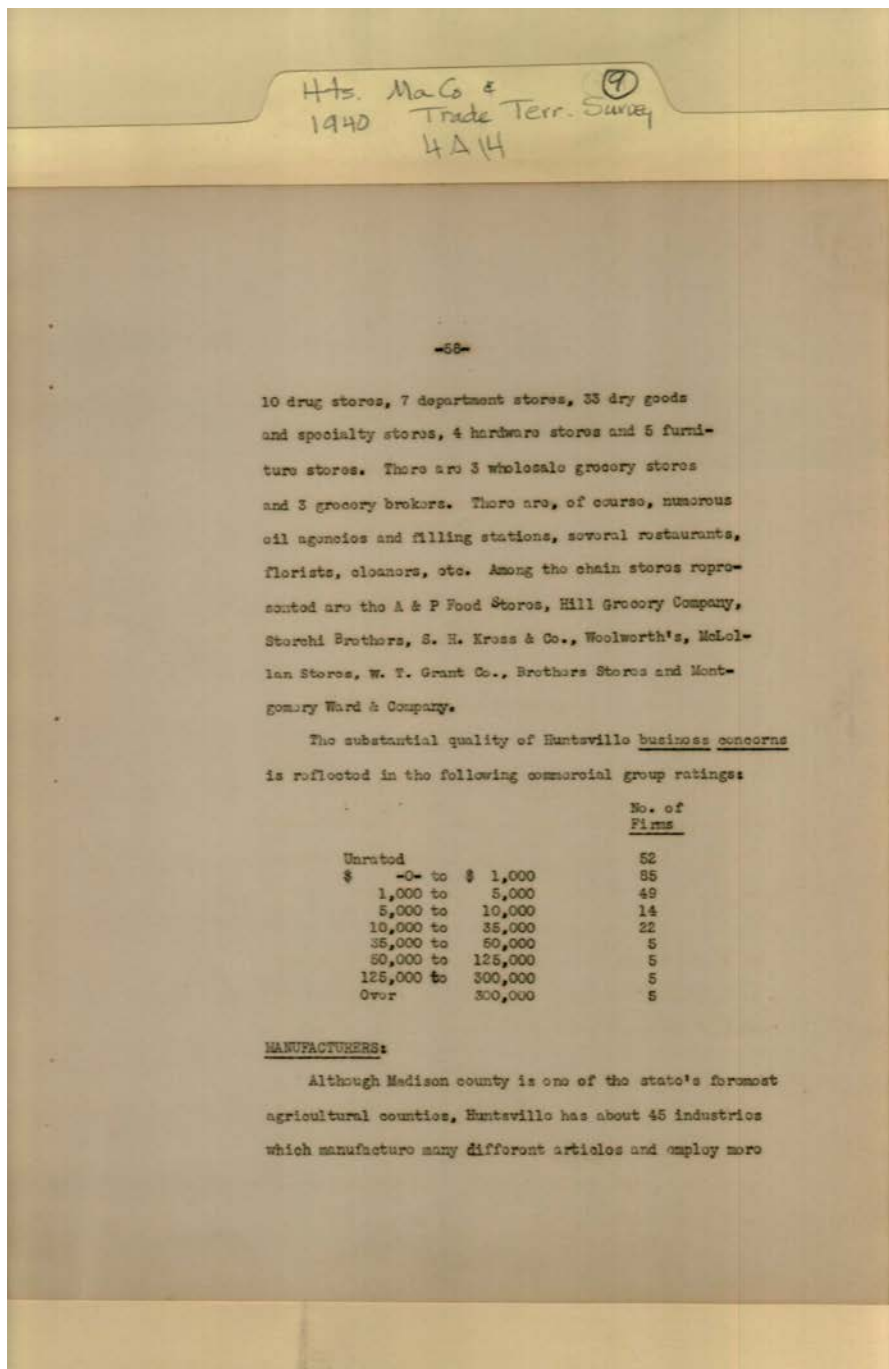 Hts. Ma Co & 9
1940 Trade Terr. Survey
4A14
-58-
10 drug stores, 7 department stores, 33 dry goods
and specialty stores, 4 hardware stores and 5 furni-
ture stores. There are 3 wholesale grocery stores
and 3 grocery brokers. There are, of course, numerous
oil agencies and filling stations, several restaurants,
florists, cleaners, etc. Among the chain stores repre-
sented are the A & P Food Stores, Hill Grocery Company,
Sterchi Brothers, S. H. Kress & Co., Woolworth's, McLel-
lan Stores, W. T. Grant Co., Brothers Stores and Mont-
gomery Ward & Company.
The substantial quality of Huntsville business concerns
is reflected in the following commercial group ratings:
No. of
Firms
Unrated 52
$ -0- to $ 1,000 85
1,000 to 5,000 49
5,000 to 10,000 14
10,000 to 35,000 22
35,000 to 50,000 5
50,000 to 125,000 5
125,000 to 300,000 5
Over 300,000 5
MANUFACTURERS:
Although Madison county is one of the state's foremost
agricultural counties, Huntsville has about 45 industries
which manufacture many different articles and employ more